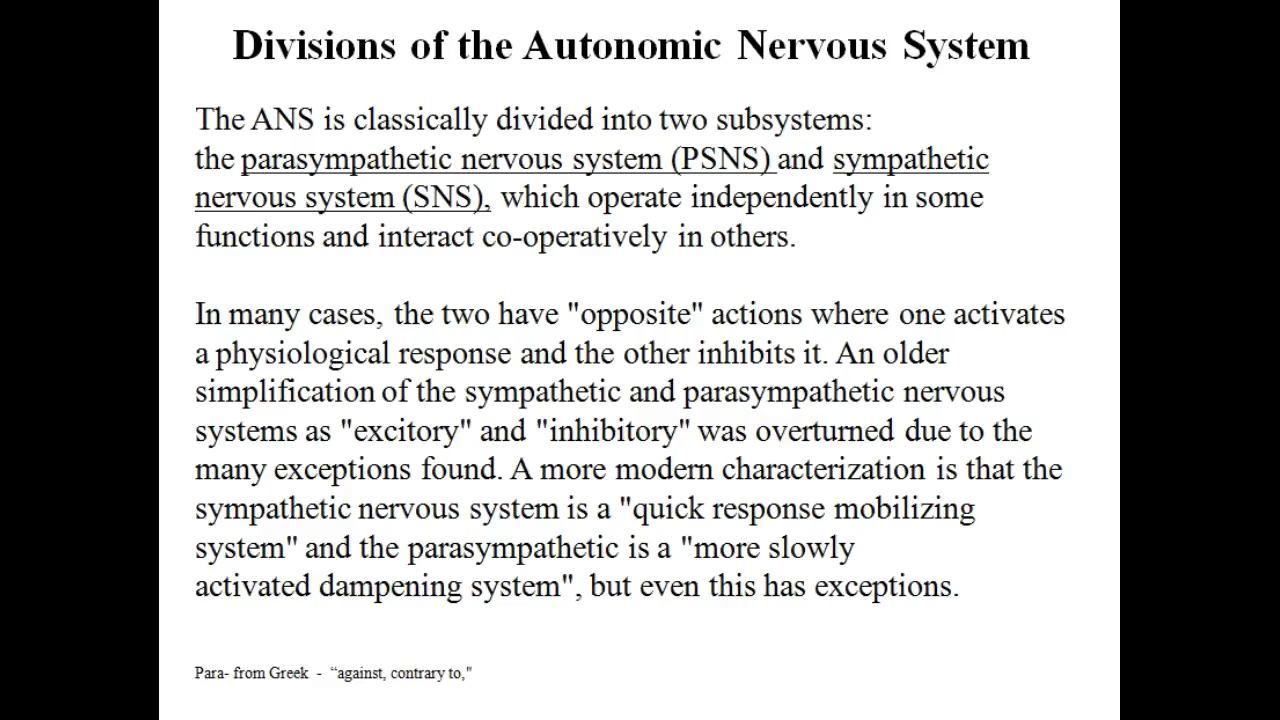 Divisions of the Autonomic Nervous System
The ANS is classically divided into two subsystems:
the parasympathetic nervous system (PSNS) and sympathetic
nervous system (SNS), which operate independently in some
functions and interact co-operatively in others.
In many cases, the two have "opposite" actions where one activates
a physiological response and the other inhibits it. An older
simplification of the sympathetic and parasympathetic nervous
systems as "excitory" and "inhibitory" was overturned due to the
many exceptions found. A more modern characterization is that the
sympathetic nervous system is a "quick response mobilizing
system" and the parasympathetic is a "more slowly
activated dampening system", but even this has exceptions.
Para- from Greek - “against, contrary to,"